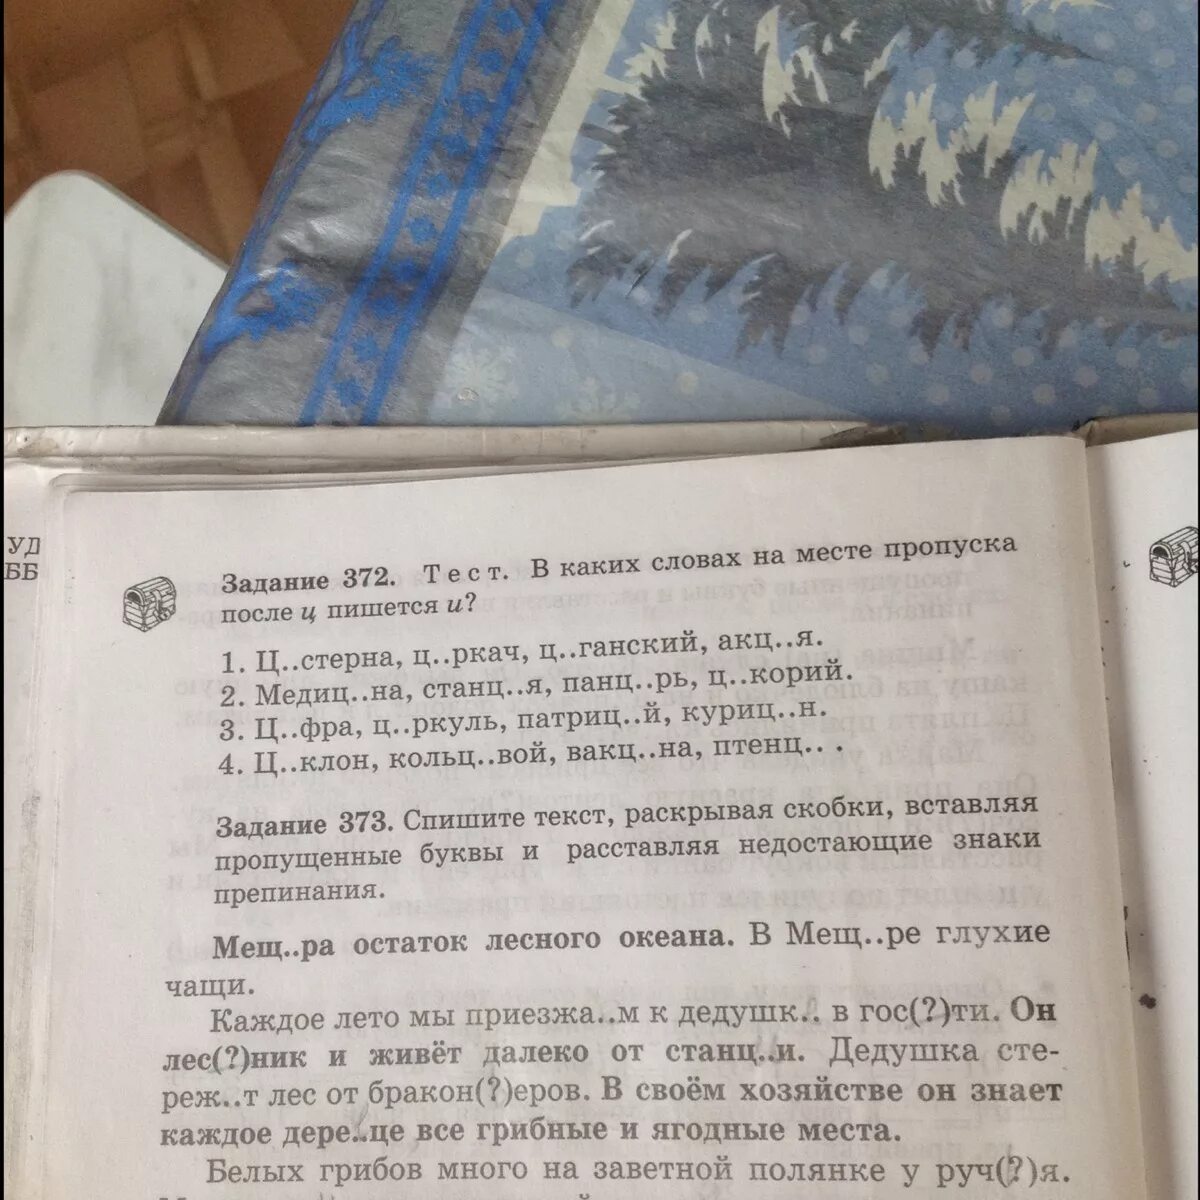 УД
ББ
Задание 372. Тест. В каких словах на месте пропуска
после ц пишется и?
1. Ц..стерна, ц..ркач, ц..ганский, акц..я.
2. Медиц..на, станц..я, панц..рь, ц..корий.
3. Ц..фра, ц..ркуль, патриц..й, куриц..н.
4. Ц..клон, кольц..вой, вакц..на, птенц.. .
Задание 373. Спишите текст, раскрывая скобки, вставляя
пропущенные буквы и расставляя недостающие знаки
препинания.
Мещ..ра остаток лесного океана. В Мещ..ре глухие
чащи.
Каждое лето мы приезжа..м к дедушк.. в гос(?)ти. Он
лес(?)ник и живёт далеко от станц..и. Дедушка сте-
реж..т лес от бракон(?)еров. В своём хозяйстве он знает
каждое дере..це все грибные и ягодные места.
Белых грибов много на заветной полянке у руч(?)я.